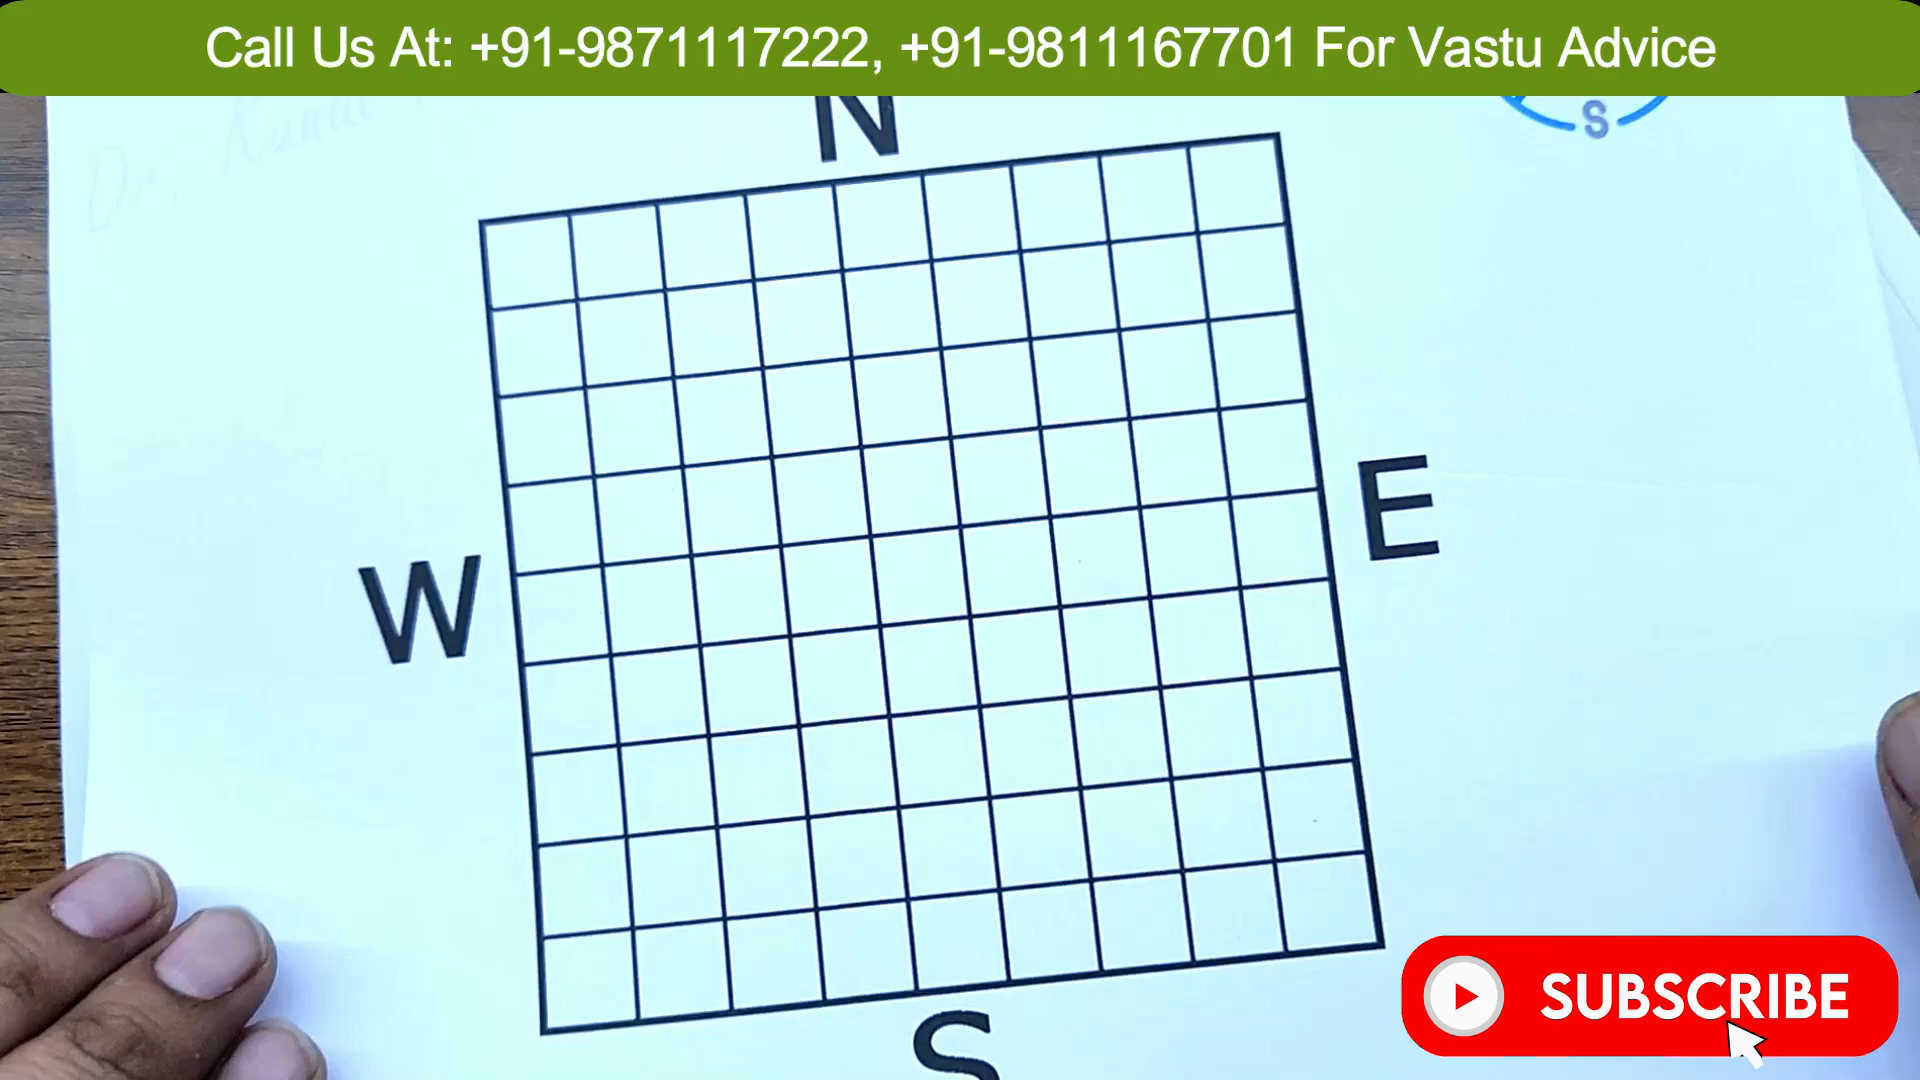 Call Us At: +91-9871117222, +91-9811167701 For Vastu Advice
S
N
E
W
S
SUBSCRIBE